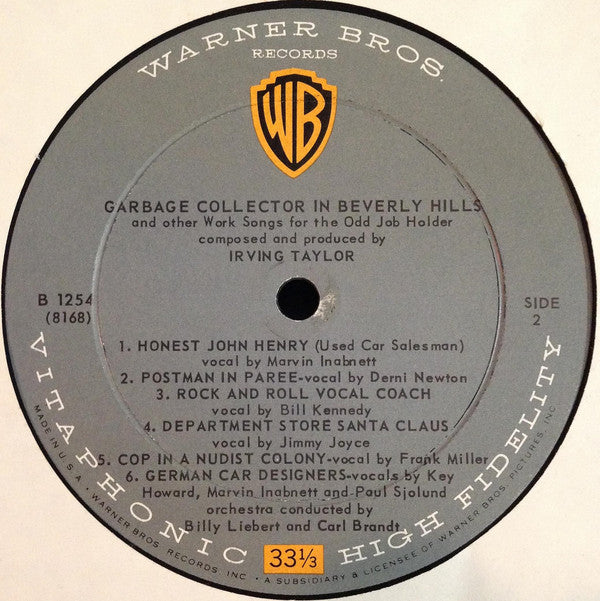 WARNER BROS.
RECORDS
WB
GARBAGE COLLECTOR IN BEVERLY HILLS
and other Work Songs for the Odd Job Holder
composed and produced by
IRVING TAYLOR
B 1254
(8168)
SIDE
2
1. HONEST JOHN HENRY (Used Car Salesman)
vocal by Marvin Inabnett
2. POSTMAN IN PAREE-vocal by Derni Newton
3. ROCK AND ROLL VOCAL COACH
vocal by Bill Kennedy
4. DEPARTMENT STORE SANTA CLAUS
vocal by Jimmy Joyce
5. COP IN A NUDIST COLONY-vocal by Frank Miller
6. GERMAN CAR DESIGNERS-vocals by Key
Howard, Marvin Inabnett and Paul Sjolund
orchestra conducted by
Billy Liebert and Carl Brandt
VITAPHONIC HIGH FIDELITY
33⅓
MADE IN U.S.A. • WARNER BROS. RECORDS, INC. • A SUBSIDIARY & LICENSEE OF WARNER BROS. PICTURES, INC.